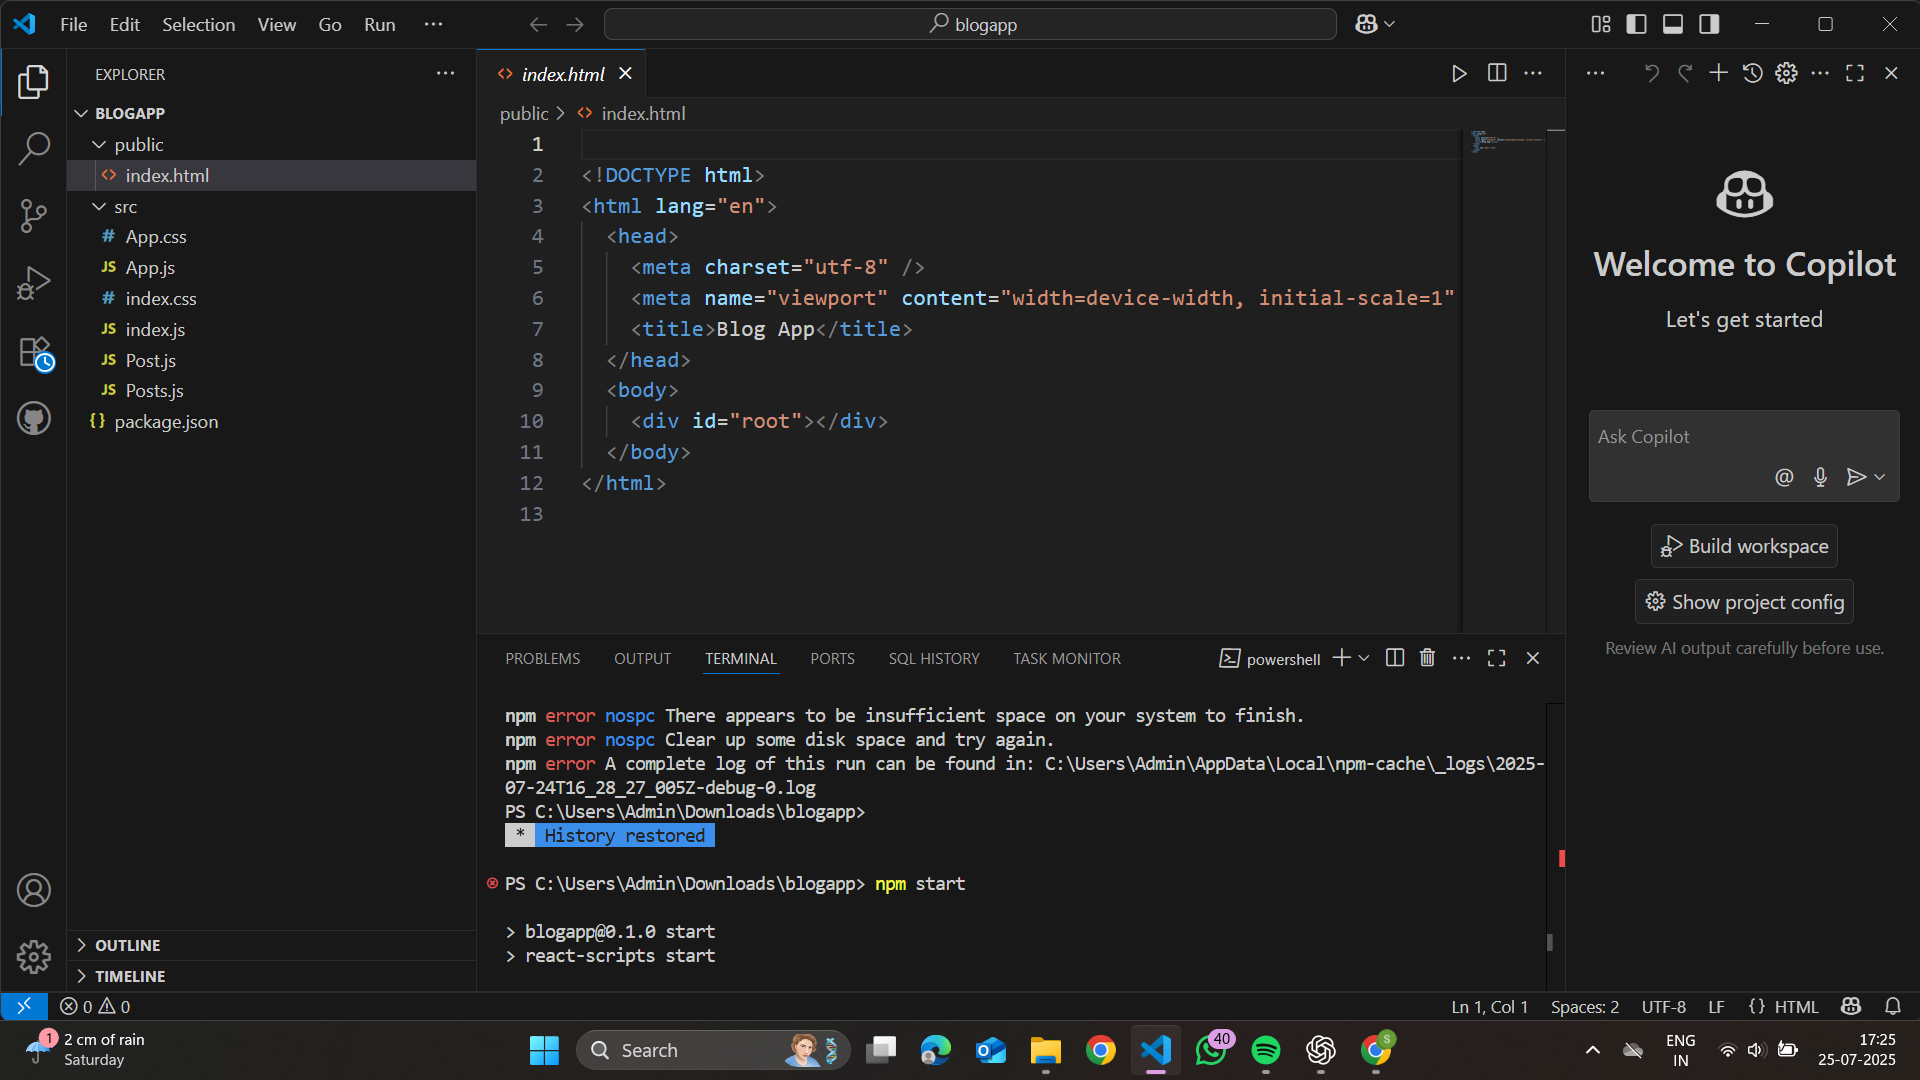 File Edit Selection View Go Run ···
blogapp
EXPLORER
BLOGAPP
public
index.html
src
App.css
App.js
index.css
index.js
Post.js
Posts.js
package.json
OUTLINE
TIMELINE
index.html
public > index.html
1
2 <!DOCTYPE html>
3 <html lang="en">
4 <head>
5 <meta charset="utf-8" />
6 <meta name="viewport" content="width=device-width, initial-scale=1"
7 <title>Blog App</title>
8 </head>
9 <body>
10 <div id="root"></div>
11 </body>
12 </html>
13
PROBLEMS OUTPUT TERMINAL PORTS SQL HISTORY TASK MONITOR powershell
npm error nospc There appears to be insufficient space on your system to finish.
npm error nospc Clear up some disk space and try again.
npm error A complete log of this run can be found in: C:\Users\Admin\AppData\Local\npm-cache\_logs\2025-
07-24T16_28_27_005Z-debug-0.log
PS C:\Users\Admin\Downloads\blogapp>
* History restored
PS C:\Users\Admin\Downloads\blogapp> npm start
> blogapp@0.1.0 start
> react-scripts start
Welcome to Copilot
Let's get started
Ask Copilot
Build workspace
Show project config
Review AI output carefully before use.
0 0
Ln 1, Col 1 Spaces: 2 UTF-8 LF {} HTML
1
2 cm of rain
Saturday
Search
40
S
ENG
IN
17:25
25-07-2025